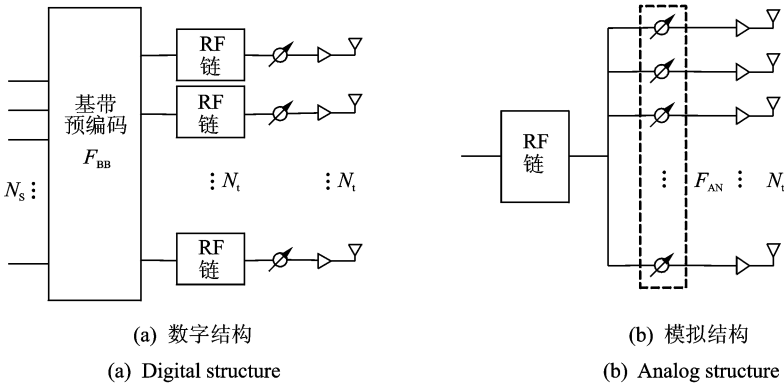 基带
预编码
F_BB
N_S ⋮
RF
链
RF
链
⋮ N_t
⋮ N_t
RF
链
RF
链
⋮ F_AN ⋮ N_t
(a) 数字结构
(a) Digital structure
(b) 模拟结构
(b) Analog structure